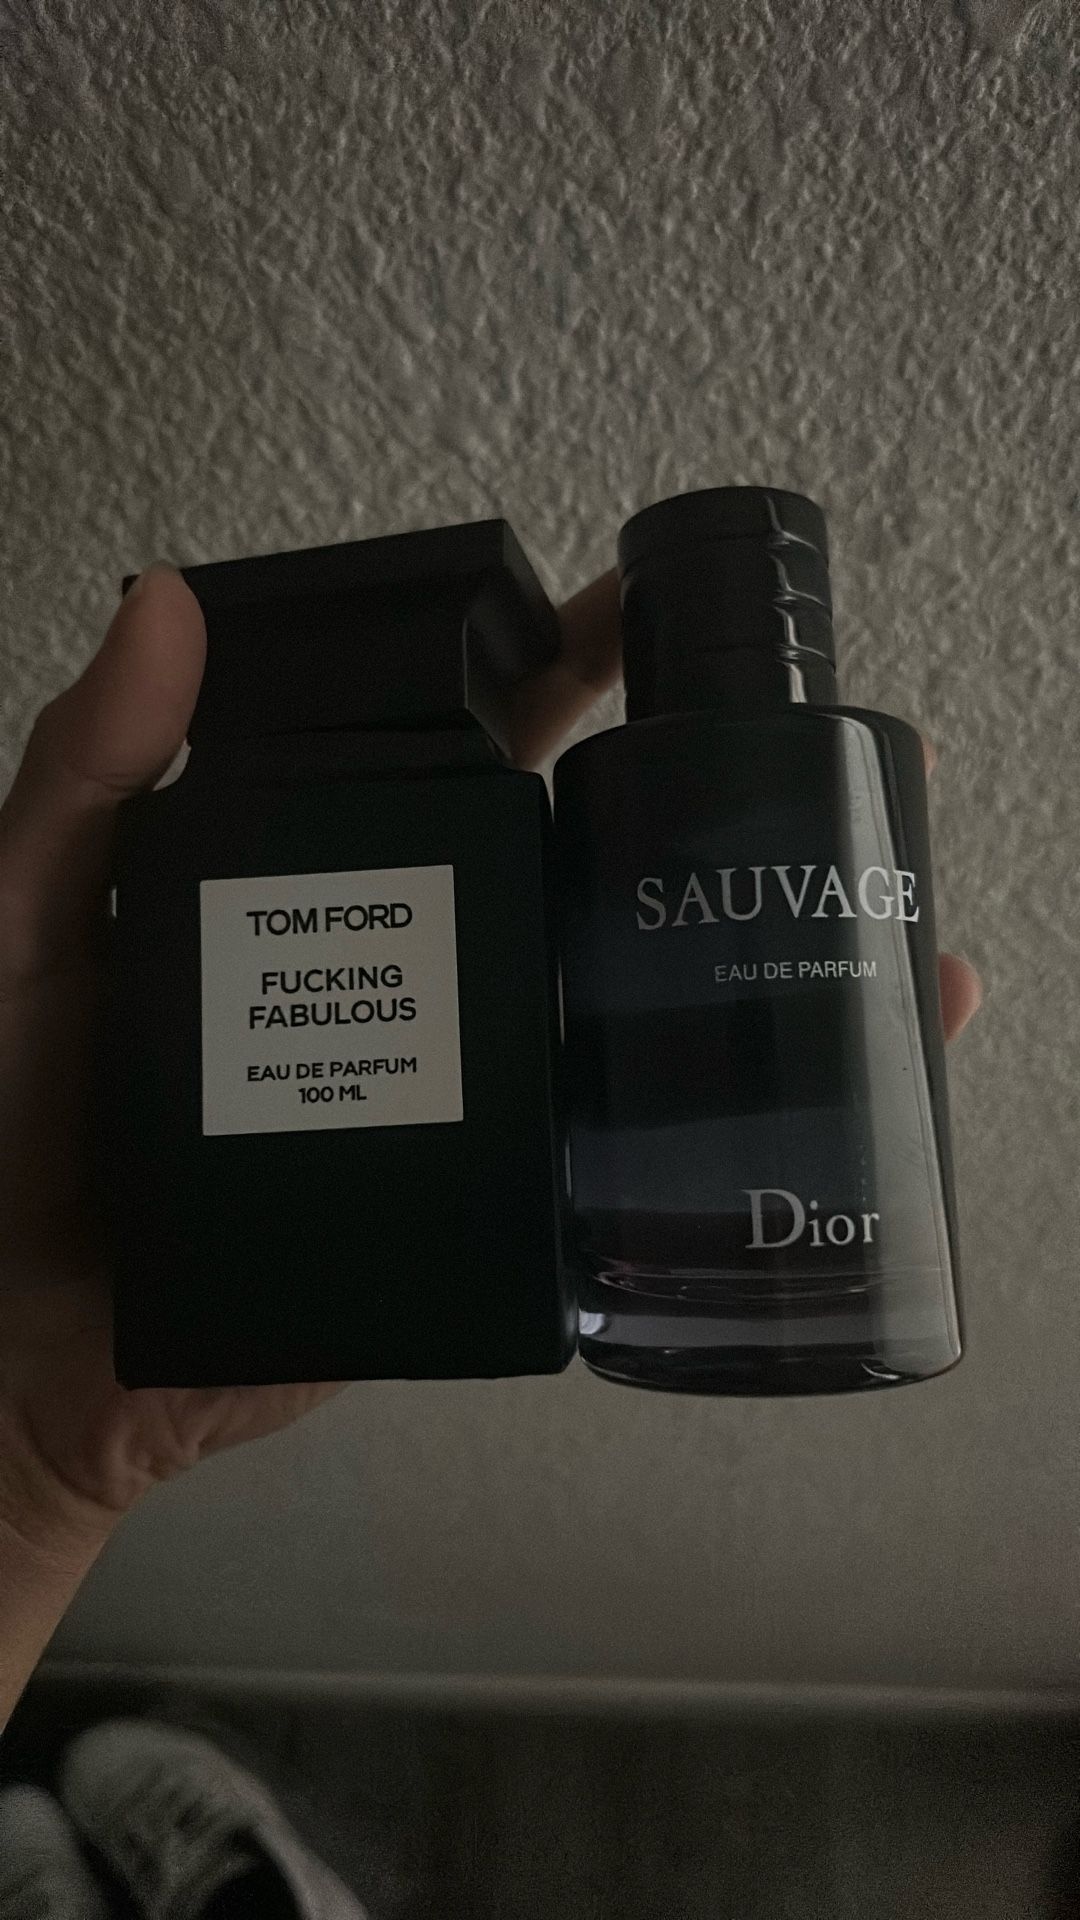 TOM FORD
FUCKING
FABULOUS
EAU DE PARFUM
100 ML
SAUVAGE
EAU DE PARFUM
Dior